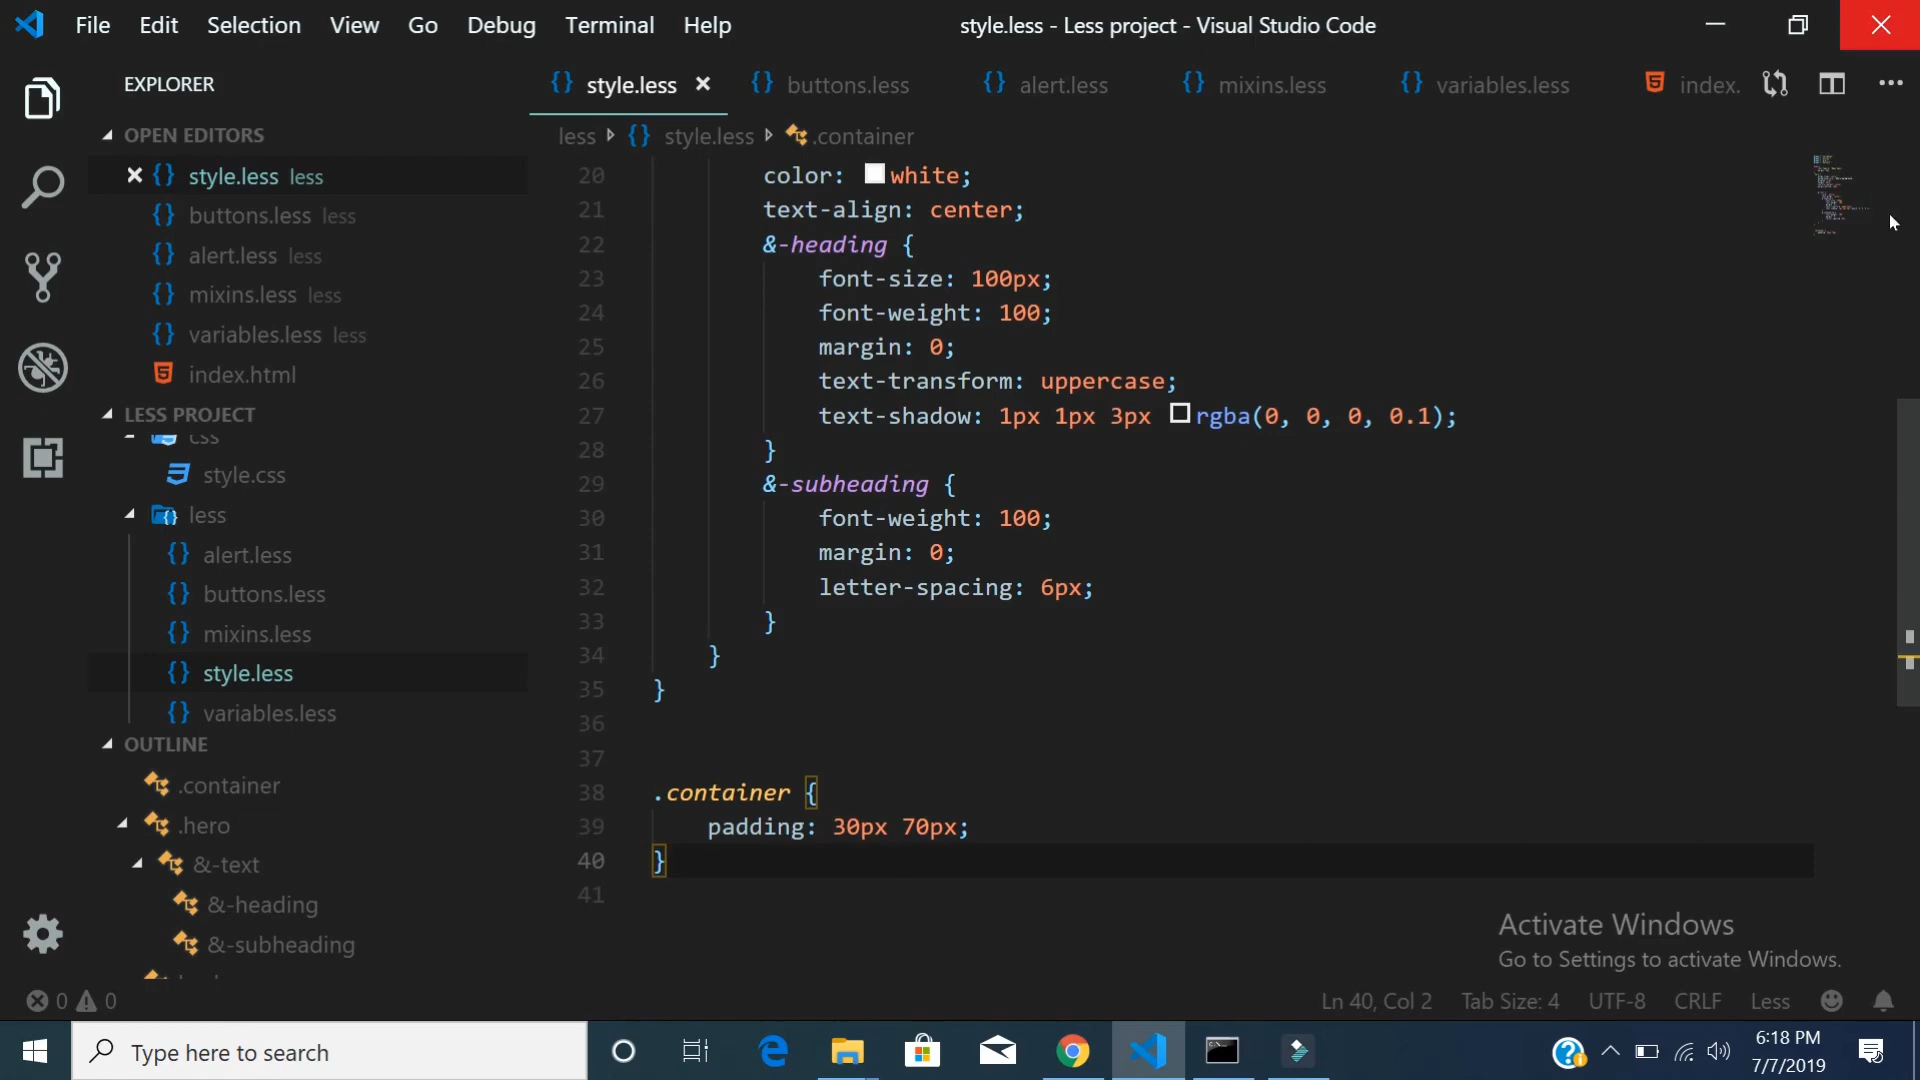 File Edit Selection View Go Debug Terminal Help
style.less - Less project - Visual Studio Code
EXPLORER
OPEN EDITORS
style.less less
buttons.less less
alert.less less
mixins.less less
variables.less less
index.html
LESS PROJECT
css
style.css
less
alert.less
buttons.less
mixins.less
style.less
variables.less
OUTLINE
.container
.hero
&-text
&-heading
&-subheading
style.less buttons.less alert.less mixins.less variables.less index.
less style.less .container
20 color: white;
21 text-align: center;
22 &-heading {
23 font-size: 100px;
24 font-weight: 100;
25 margin: 0;
26 text-transform: uppercase;
27 text-shadow: 1px 1px 3px rgba(0, 0, 0, 0.1);
28 }
29 &-subheading {
30 font-weight: 100;
31 margin: 0;
32 letter-spacing: 6px;
33 }
34 }
35 }
36
37
38 .container {
39 padding: 30px 70px;
40 }
41
Activate Windows
Go to Settings to activate Windows.
0 0
Ln 40, Col 2 Tab Size: 4 UTF-8 CRLF Less
Type here to search
6:18 PM
7/7/2019